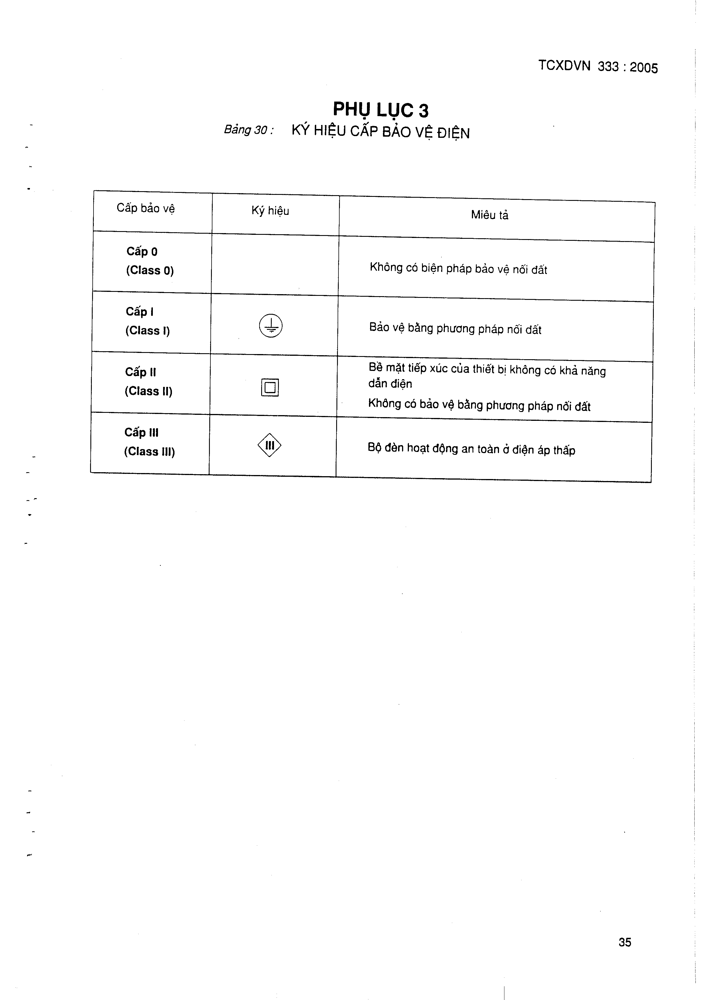 TCXDVN 333 : 2005
PHỤ LỤC 3
Bảng 30 : KÝ HIỆU CẤP BẢO VỆ ĐIỆN
Cấp bảo vệ Ký hiệu Miêu tả
Cấp 0
(Class 0)
Không có biện pháp bảo vệ nối đất
Cấp I
(Class I)
Bảo vệ bằng phương pháp nối đất
Cấp II
(Class II)
Bề mặt tiếp xúc của thiết bị không có khả năng
dẫn điện
Không có bảo vệ bằng phương pháp nối đất
Cấp III
(Class III)
III
Bộ đèn hoạt động an toàn ở điện áp thấp
35